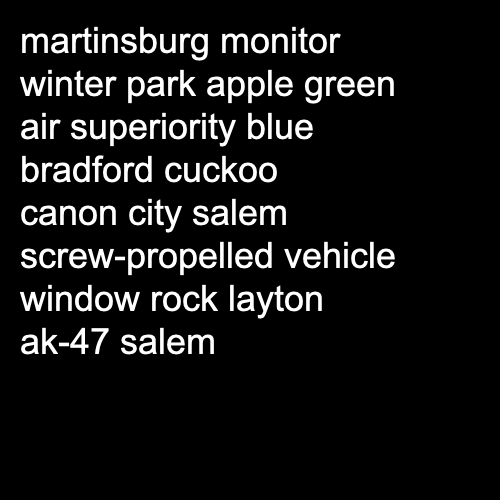 martinsburg monitor
winter park apple green
air superiority blue
bradford cuckoo
canon city salem
screw-propelled vehicle
window rock layton
ak-47 salem